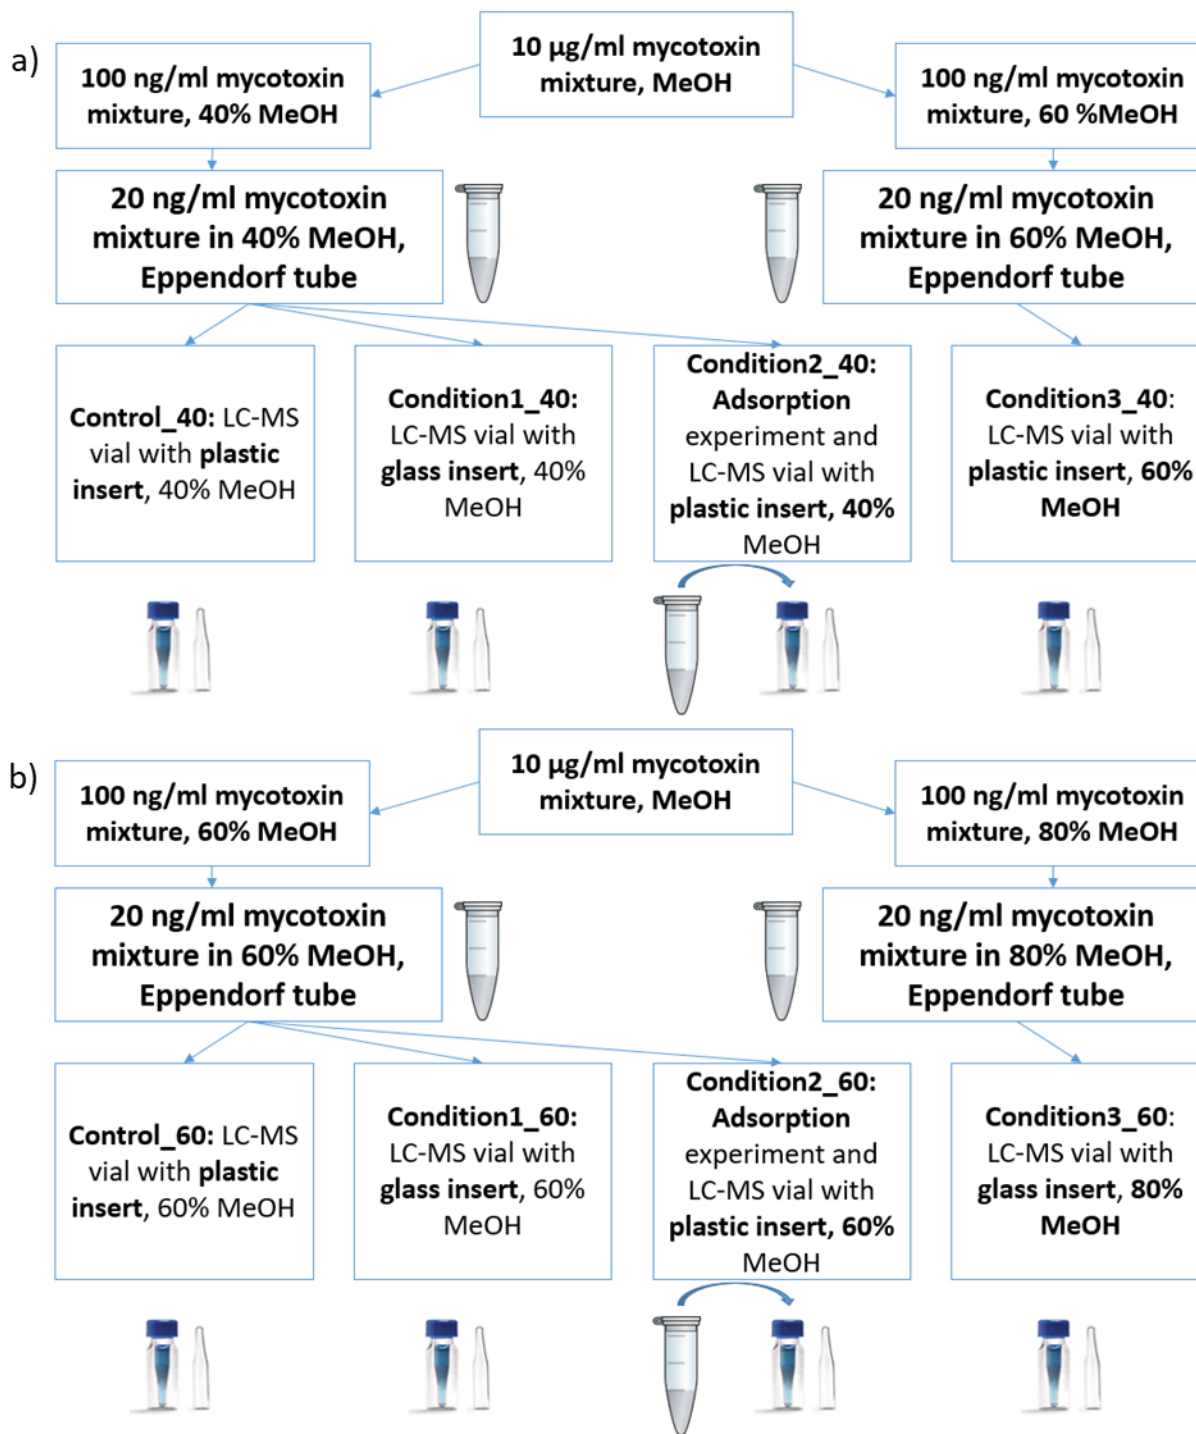 a)
10 µg/ml mycotoxin
mixture, MeOH
100 ng/ml mycotoxin
mixture, 40% MeOH
100 ng/ml mycotoxin
mixture, 60 %MeOH
20 ng/ml mycotoxin
mixture in 40% MeOH,
Eppendorf tube
20 ng/ml mycotoxin
mixture in 60% MeOH,
Eppendorf tube
Control_40: LC-MS
vial with plastic
insert, 40% MeOH
Condition1_40:
LC-MS vial with
glass insert, 40%
MeOH
Condition2_40:
Adsorption
experiment and
LC-MS vial with
plastic insert, 40%
MeOH
Condition3_40:
LC-MS vial with
plastic insert, 60%
MeOH
b)
10 µg/ml mycotoxin
mixture, MeOH
100 ng/ml mycotoxin
mixture, 60% MeOH
100 ng/ml mycotoxin
mixture, 80% MeOH
20 ng/ml mycotoxin
mixture in 60% MeOH,
Eppendorf tube
20 ng/ml mycotoxin
mixture in 80% MeOH,
Eppendorf tube
Control_60: LC-MS
vial with plastic
insert, 60% MeOH
Condition1_60:
LC-MS vial with
glass insert, 60%
MeOH
Condition2_60:
Adsorption
experiment and
LC-MS vial with
plastic insert, 60%
MeOH
Condition3_60:
LC-MS vial with
glass insert, 80%
MeOH